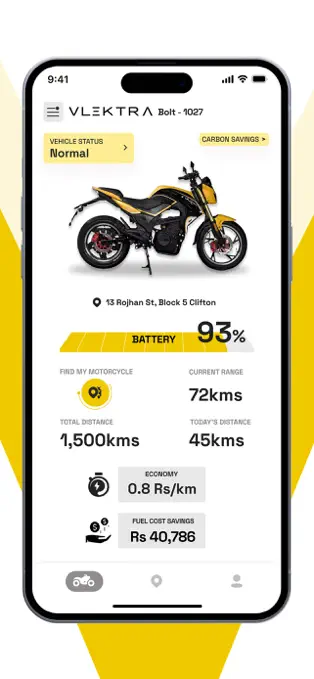 9:41
VLEKTRA Bolt - 1027
VEHICLE STATUS
Normal
CARBON SAVINGS >
13 Rojhan St, Block 5 Clifton
BATTERY 93%
FIND MY MOTORCYCLE
CURRENT RANGE
72kms
TOTAL DISTANCE
1,500kms
TODAY'S DISTANCE
45kms
ECONOMY
0.8 Rs/km
FUEL COST SAVINGS
Rs 40,786